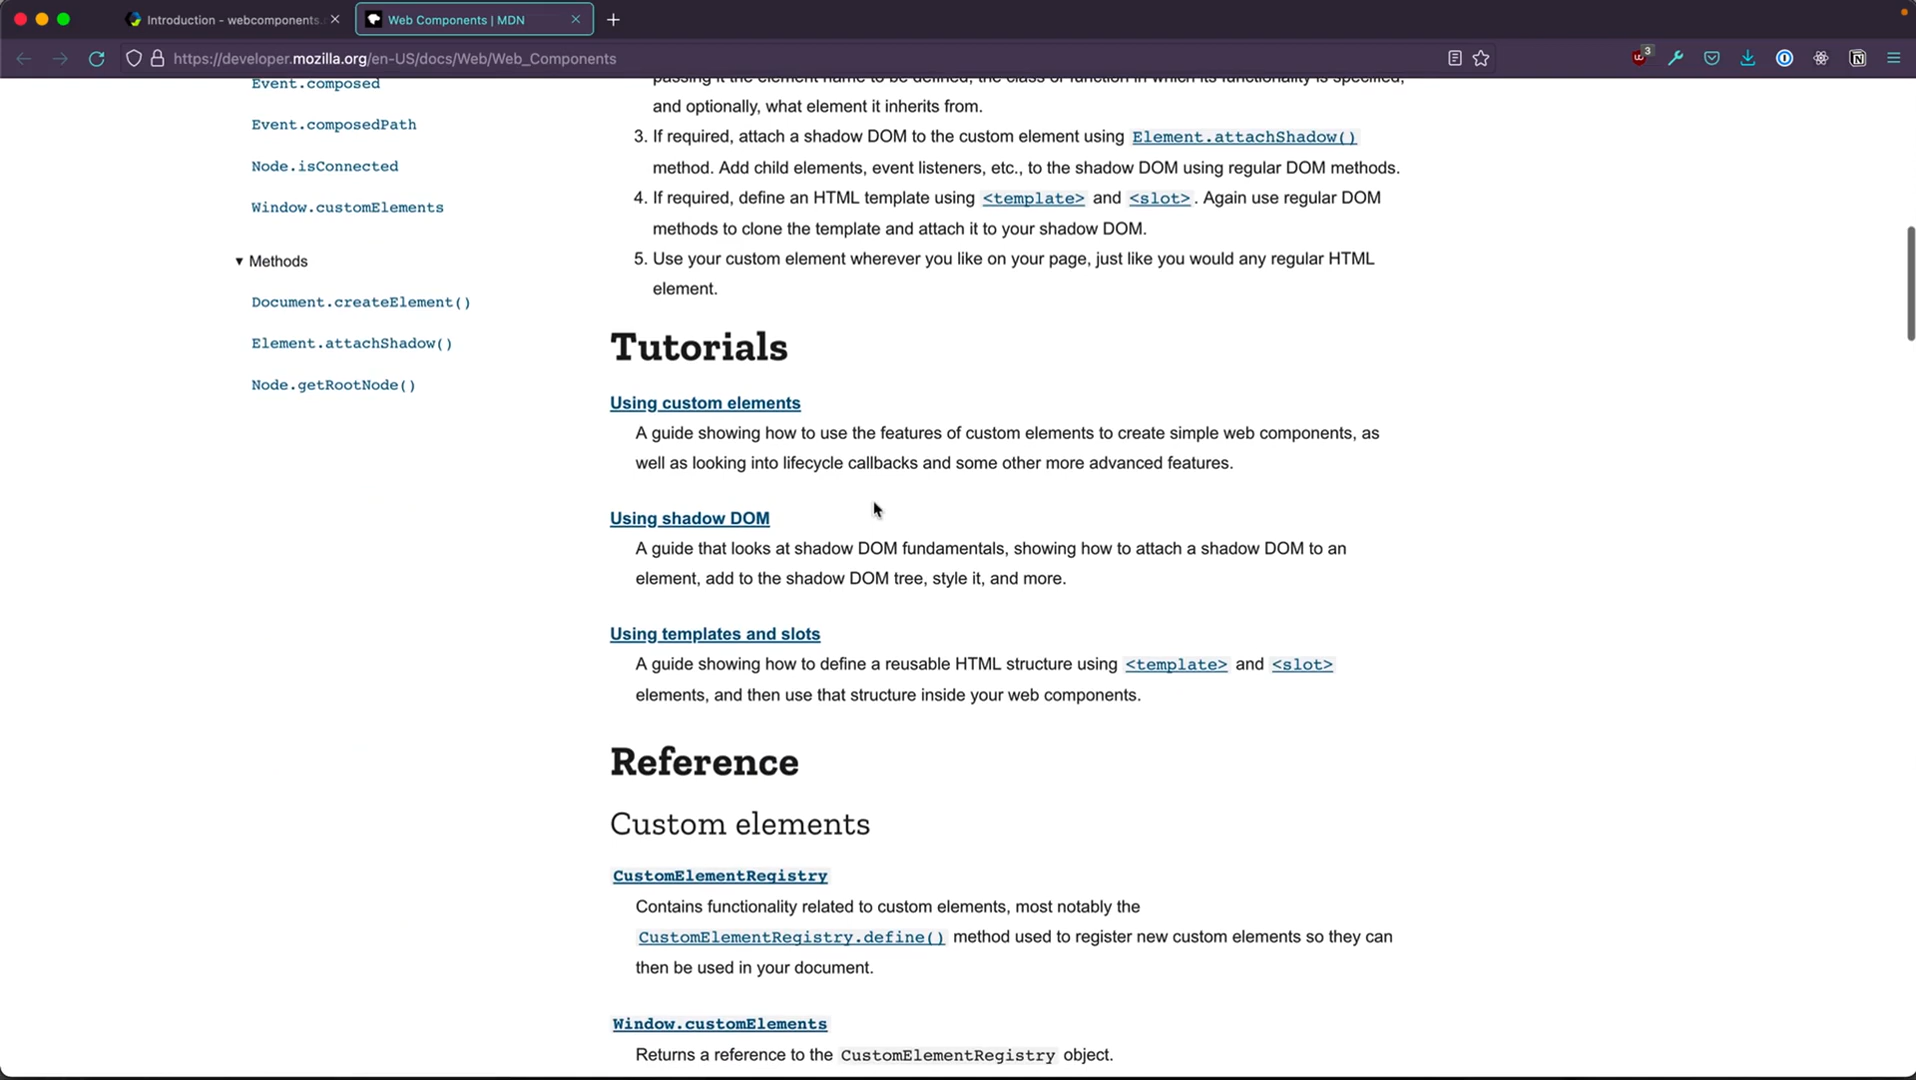 Introduction - webcomponents.
Web Components | MDN
https://developer.mozilla.org/en-US/docs/Web/Web_Components
3
Event.composed
Event.composedPath
Node.isConnected
Window.customElements
Methods
Document.createElement()
Element.attachShadow()
Node.getRootNode()
passing it the element name to be defined, the class or function in which its functionality is specified,
and optionally, what element it inherits from.
3. If required, attach a shadow DOM to the custom element using Element.attachShadow()
method. Add child elements, event listeners, etc., to the shadow DOM using regular DOM methods.
4. If required, define an HTML template using <template> and <slot>. Again use regular DOM
methods to clone the template and attach it to your shadow DOM.
5. Use your custom element wherever you like on your page, just like you would any regular HTML
element.
Tutorials
Using custom elements
A guide showing how to use the features of custom elements to create simple web components, as
well as looking into lifecycle callbacks and some other more advanced features.
Using shadow DOM
A guide that looks at shadow DOM fundamentals, showing how to attach a shadow DOM to an
element, add to the shadow DOM tree, style it, and more.
Using templates and slots
A guide showing how to define a reusable HTML structure using <template> and <slot>
elements, and then use that structure inside your web components.
Reference
Custom elements
CustomElementRegistry
Contains functionality related to custom elements, most notably the
CustomElementRegistry.define() method used to register new custom elements so they can
then be used in your document.
Window.customElements
Returns a reference to the CustomElementRegistry object.